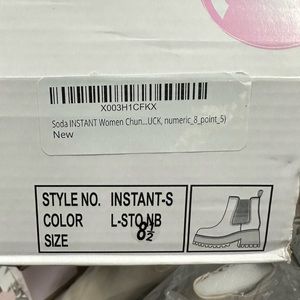 X003H1CFKX
Soda INSTANT Women Chun...UCK, numeric_8_point_5)
New
STYLE NO. INSTANT-S
COLOR L-STO NB
SIZE 8½